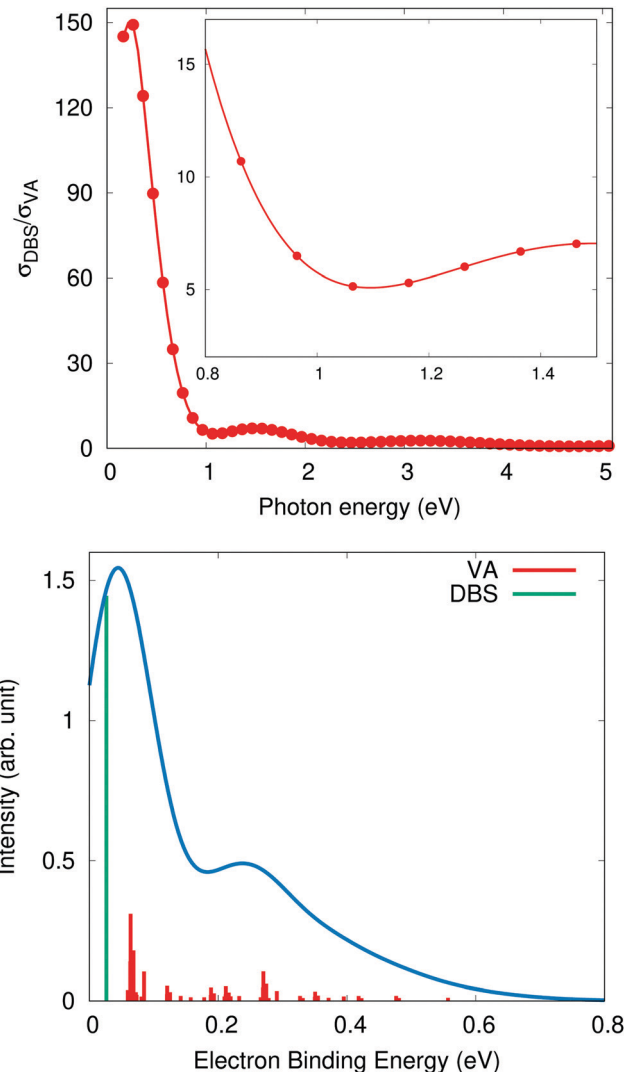 150
120
90
60
30
0
σDBS/σVA
15
10
5
0.8 1 1.2 1.4
0 1 2 3 4 5
Photon energy (eV)
VA
DBS
1.5
1
0.5
0
Intensity (arb. unit)
0 0.2 0.4 0.6 0.8
Electron Binding Energy (eV)